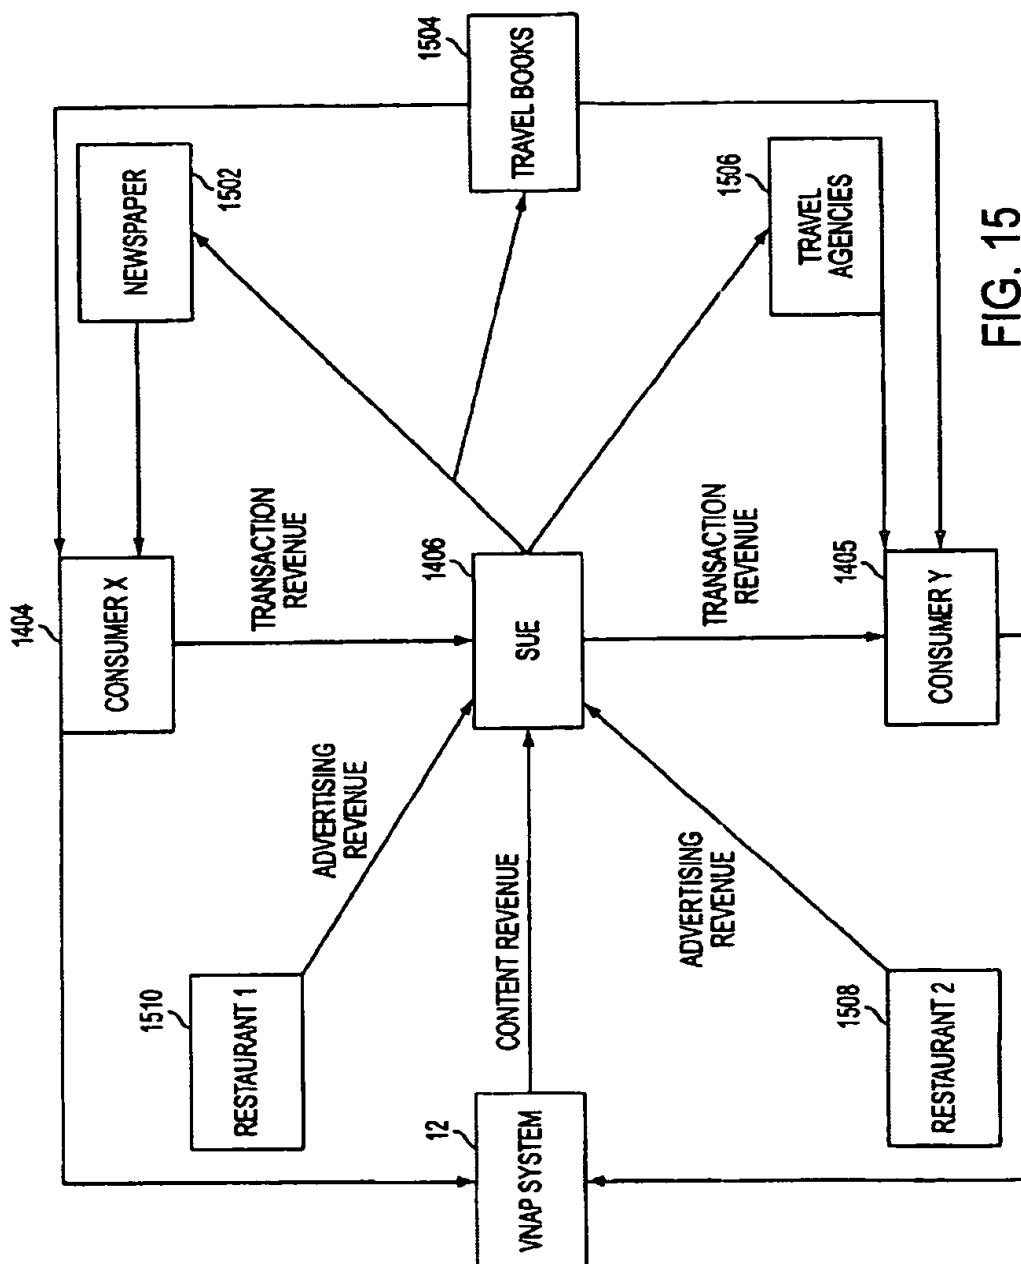 1404
CONSUMER X
TRANSACTION
REVENUE
NEWSPAPER
1502
1504
TRAVEL BOOKS
1510
RESTAURANT 1
ADVERTISING
REVENUE
12
VNAP SYSTEM
CONTENT REVENUE
1406
SUE
1508
RESTAURANT 2
ADVERTISING
REVENUE
TRANSACTION
REVENUE
1405
CONSUMER Y
1506
TRAVEL
AGENCIES
FIG. 15